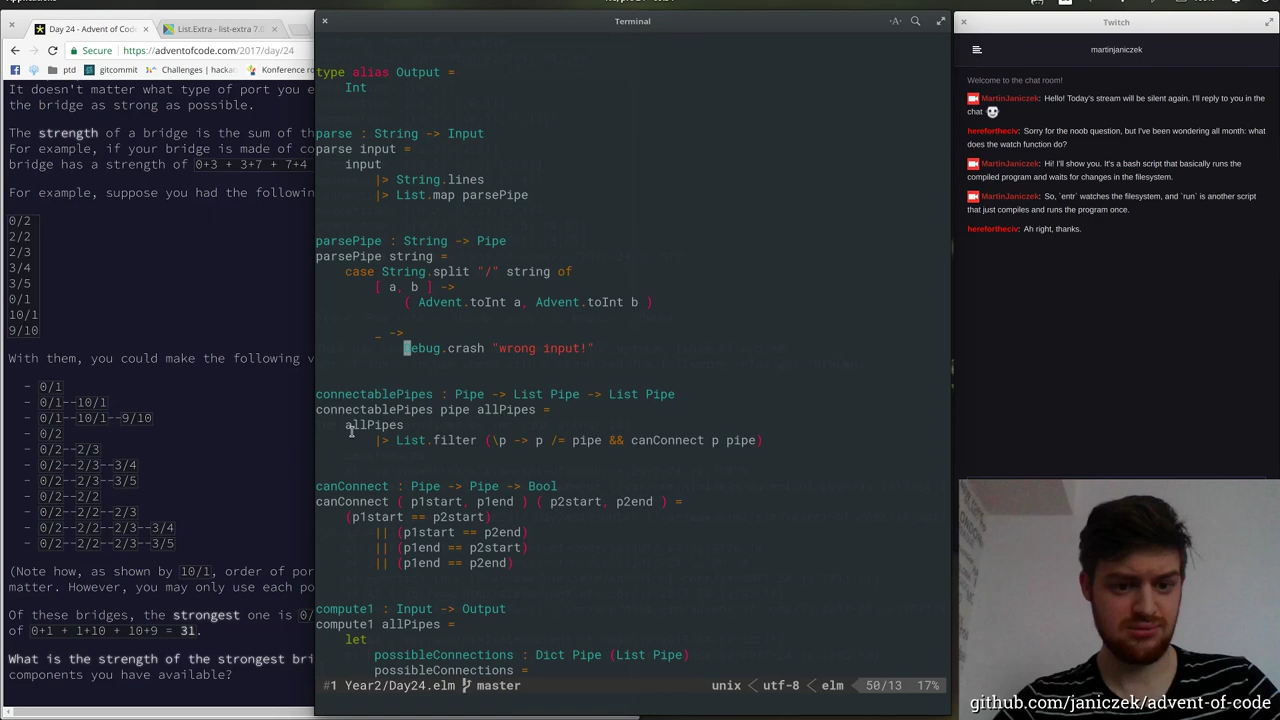 Day 24 - Advent of Code
List.Extra - list-extra 7.0
Secure
https://adventofcode.com/2017/day/24
ptd
gitcommit
Challenges | hackar
Konference ro
It doesn't matter what type of port you e
the bridge as strong as possible.
The strength of a bridge is the sum of th
For example, if your bridge is made of co
bridge has a strength of 0+3 + 3+7 + 7+4
For example, suppose you had the followin
0/2
2/2
2/3
3/4
3/5
0/1
10/1
9/10
With them, you could make the following v
- 0/1
- 0/1--10/1
- 0/1--10/1--9/10
- 0/2
- 0/2--2/3
- 0/2--2/3--3/4
- 0/2--2/3--3/5
- 0/2--2/2
- 0/2--2/2--2/3
- 0/2--2/2--2/3--3/4
- 0/2--2/2--2/3--3/5
(Note how, as shown by 10/1, order of por
matter. However, you may only use each po
Of these bridges, the strongest one is 0/
of 0+1 + 1+10 + 10+9 = 31.
What is the strength of the strongest bri
components you have available?
Terminal
type alias Output =
Int
parse : String -> Input
parse input =
input
|> String.lines
|> List.map parsePipe
parsePipe : String -> Pipe
parsePipe string =
case String.split "/" string of
[ a, b ] ->
( Advent.toInt a, Advent.toInt b )
_ ->
Debug.crash "wrong input!"
connectablePipes : Pipe -> List Pipe -> List Pipe
connectablePipes pipe allPipes =
allPipes
|> List.filter (\p -> p /= pipe && canConnect p pipe)
canConnect : Pipe -> Pipe -> Bool
canConnect ( p1start, p1end ) ( p2start, p2end ) =
(p1start == p2start)
|| (p1start == p2end)
|| (p1end == p2start)
|| (p1end == p2end)
compute1 : Input -> Output
compute1 allPipes =
let
possibleConnections : Dict Pipe (List Pipe)
possibleConnections =
#1 Year2/Day24.elm master
unix < utf-8 < elm
50/13
17%
Twitch
martinjaniczek
Welcome to the chat room!
MartinJaniczek: Hello! Today's stream will be silent again. I'll reply to you in the
chat
herefortheciv: Sorry for the noob question, but I've been wondering all month: what
does the watch function do?
MartinJaniczek: Hi! I'll show you. It's a bash script that basically runs the
compiled program and waits for changes in the filesystem.
MartinJaniczek: So, `entr` watches the filesystem, and `run` is another script
that just compiles and runs the program once.
herefortheciv: Ah right, thanks.
github.com/janiczek/advent-of-code